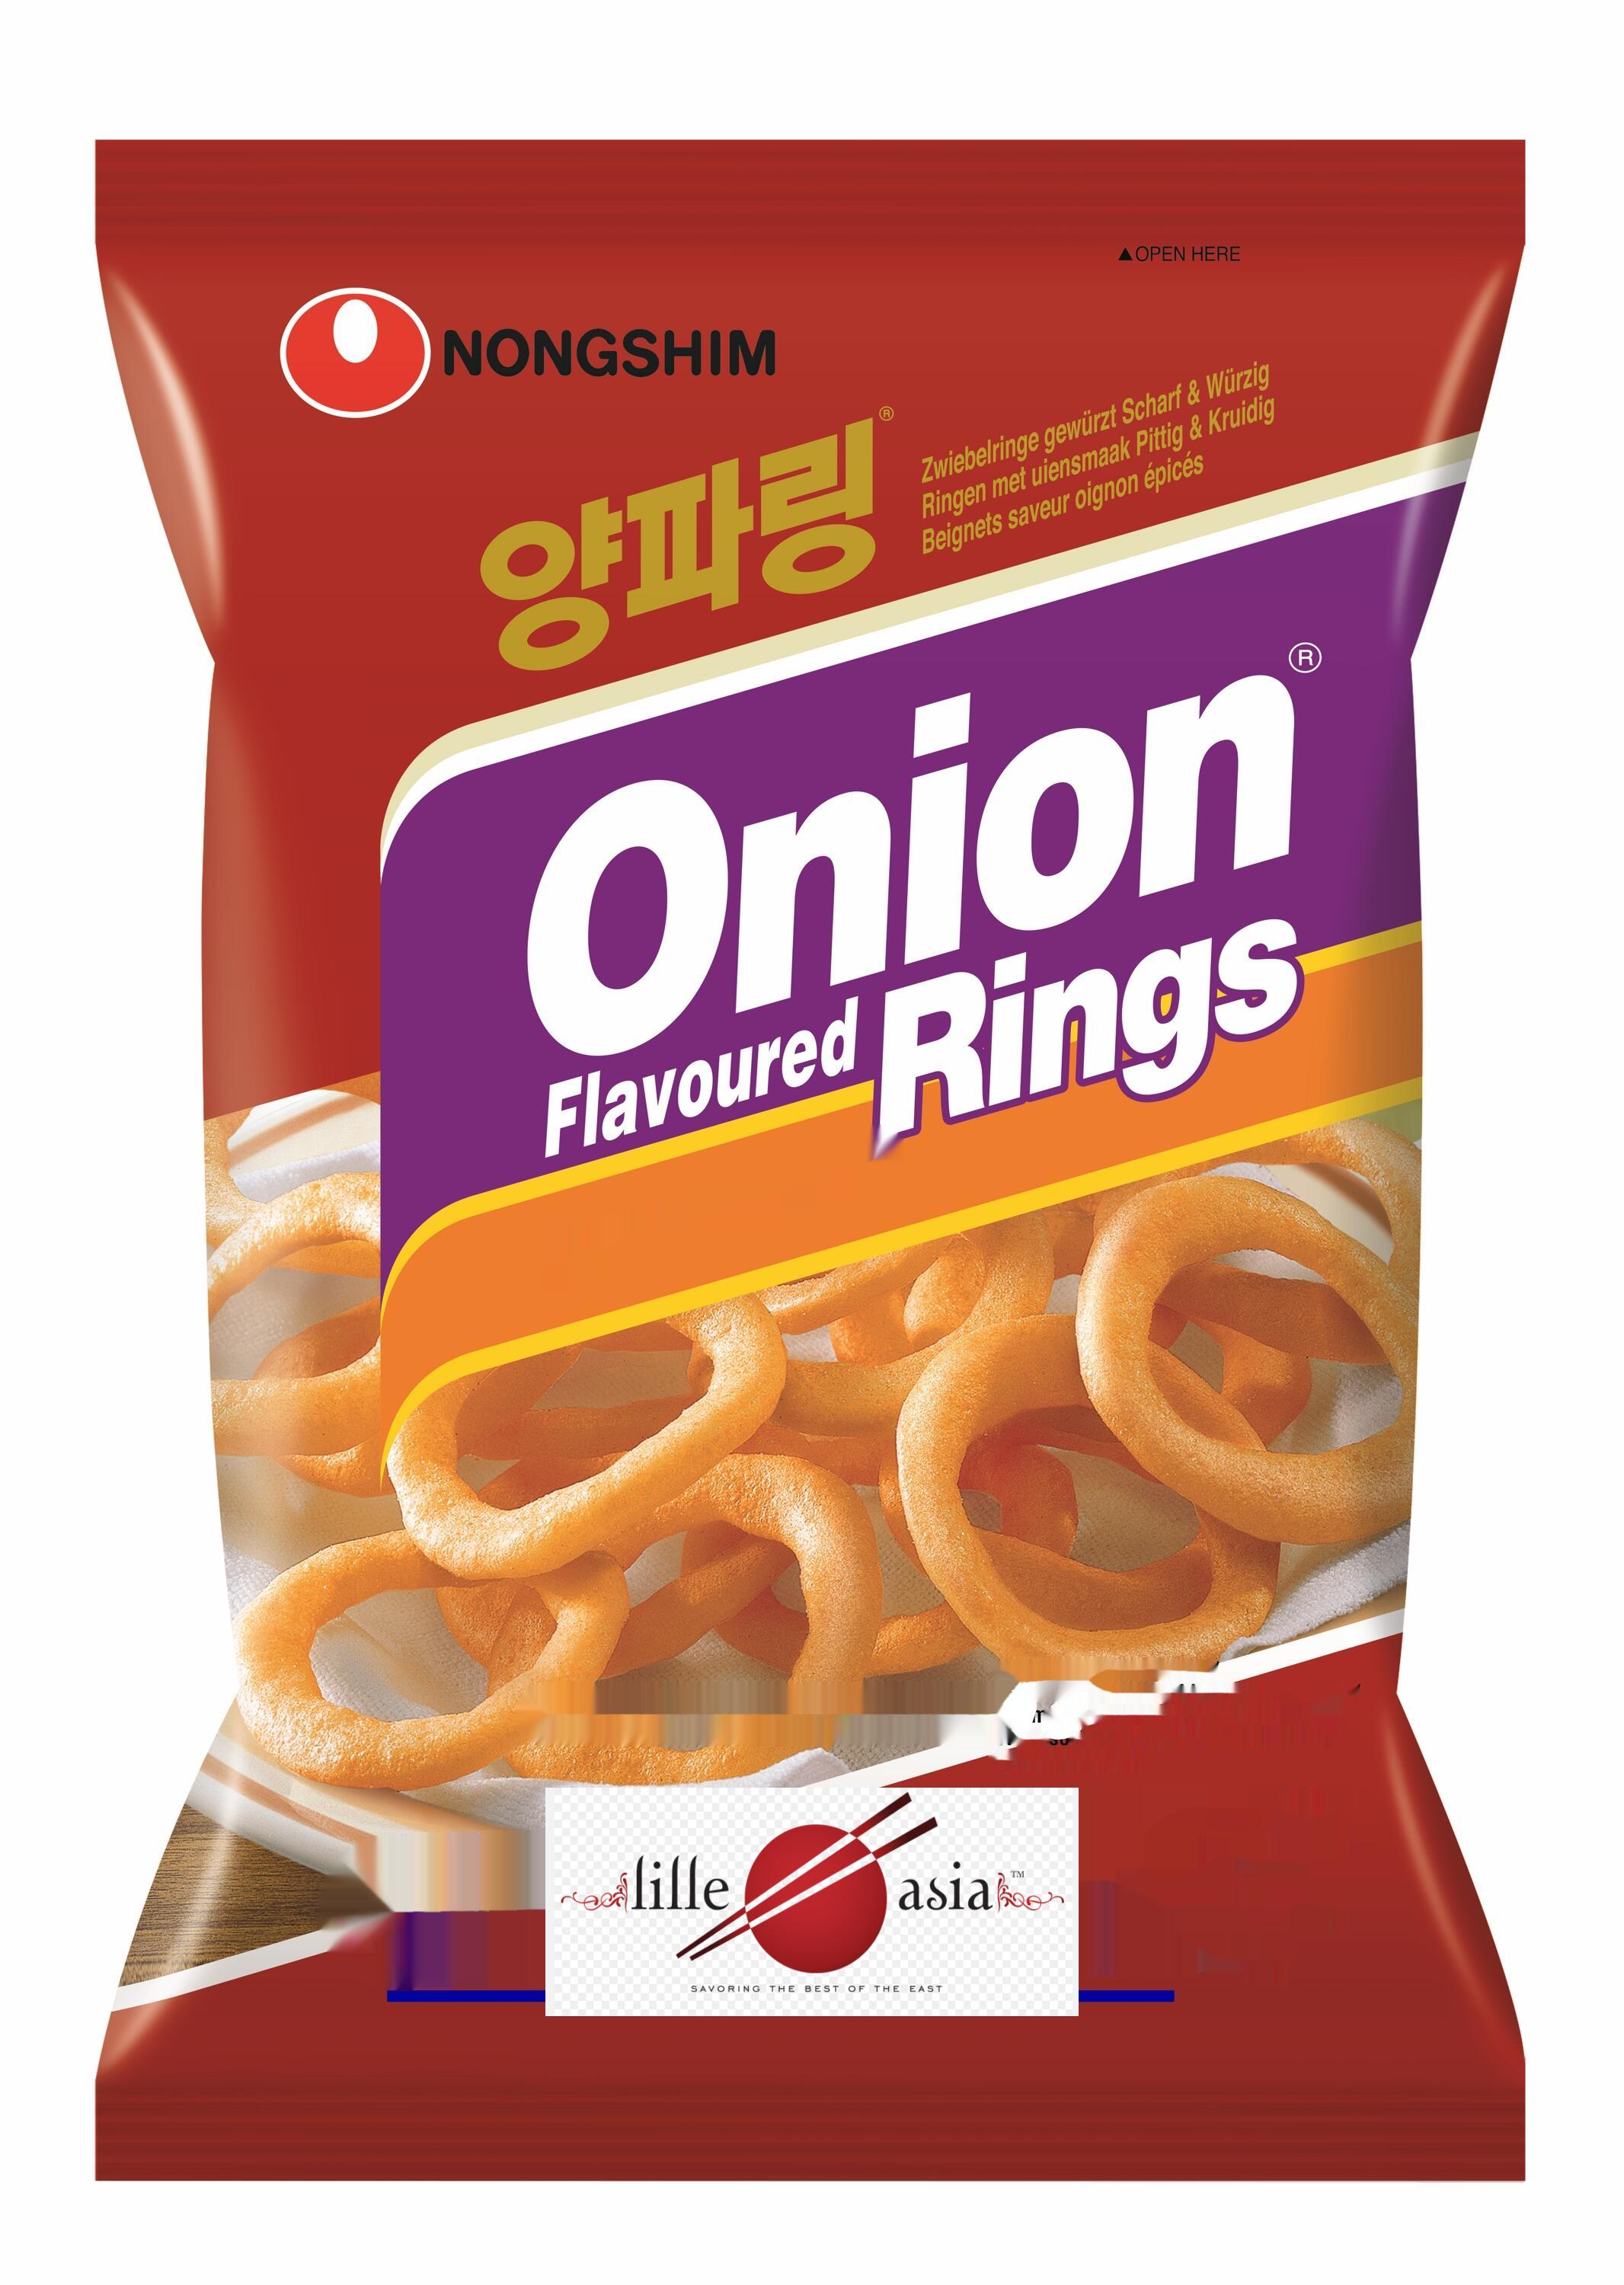 ▲OPEN HERE
NONGSHIM
양파링®
Zwiebelringe gewürzt Scharf & Würzig
Ringen met uiensmaak Pittig & Kruidig
Beignets saveur oignon épicés
Onion®
Flavoured Rings
lille asia™
SAVORING THE BEST OF THE EAST